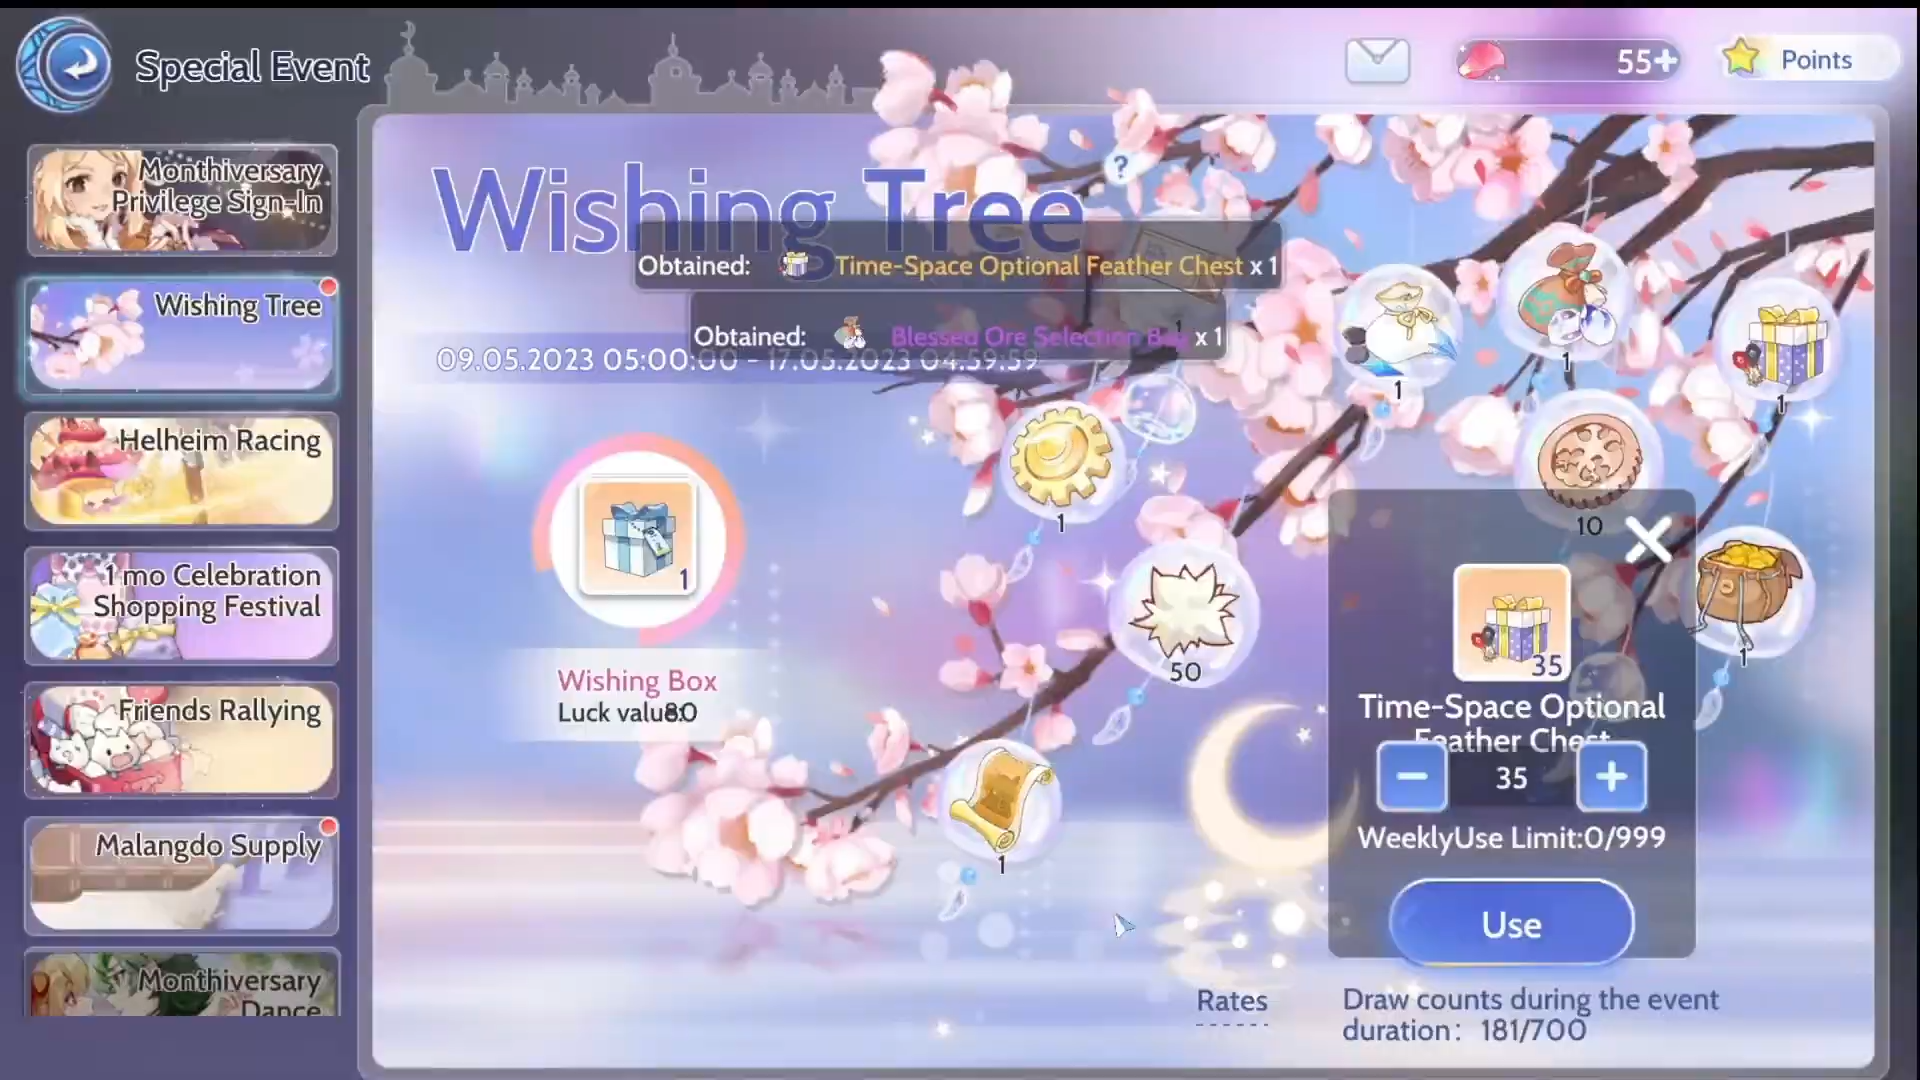 Special Event
55+
Points
Monthiversary
Privilege Sign-In
Wishing Tree
Helheim Racing
1 mo Celebration
Shopping Festival
Friends Rallying
Malangdo Supply
Monthiversary
Dance
Wishing Tree
?
Obtained: Time-Space Optional Feather Chest x 1
Obtained: Blessed Ore Selection Bag x 1
09.05.2023 05:00:00 - 17.05.2023 04:59:59
1
1
1
1
1
10
1
50
1
1
Wishing Box
Luck value:
35
Time-Space Optional
Feather Chest
35
WeeklyUse Limit:0/999
Use
Rates
Draw counts during the event
duration: 181/700